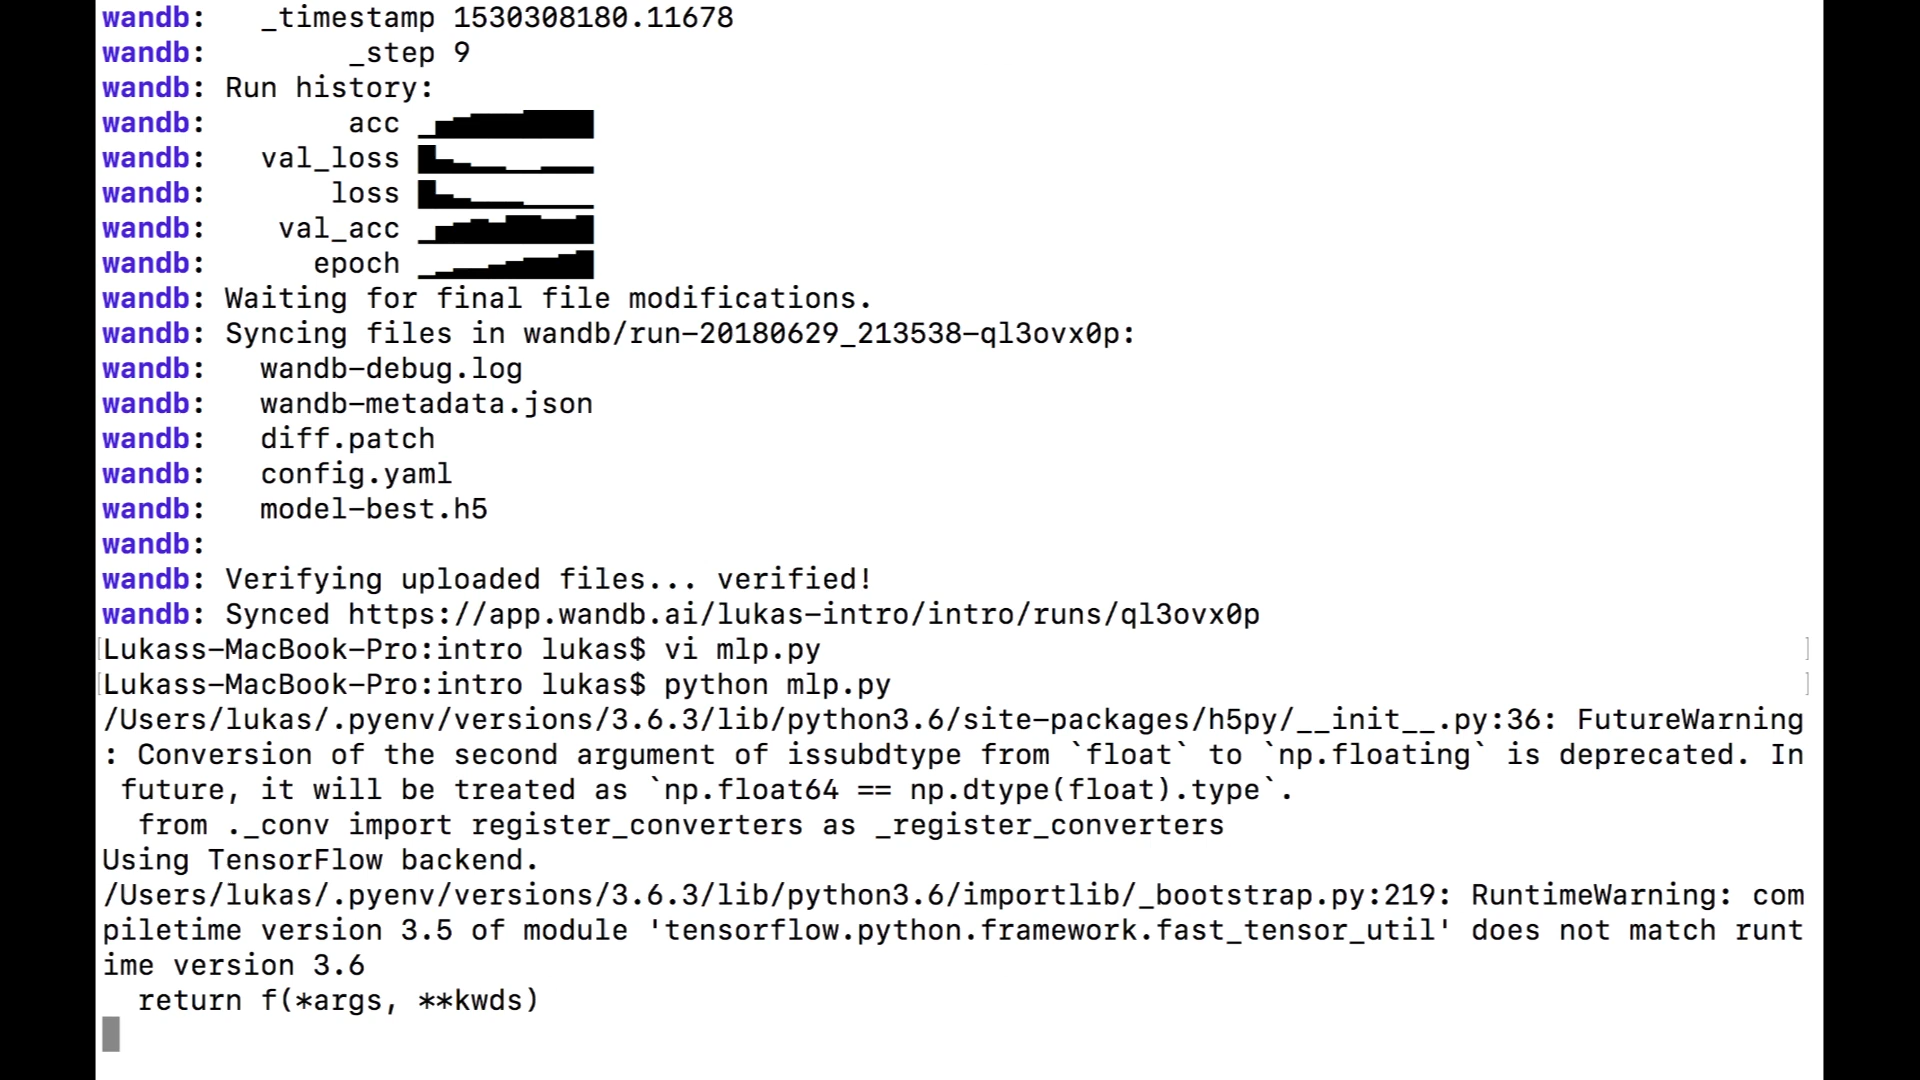 wandb:   _timestamp 1530308180.11678
wandb:        _step 9
wandb: Run history:
wandb:        acc
wandb:   val_loss
wandb:       loss
wandb:    val_acc
wandb:      epoch
wandb: Waiting for final file modifications.
wandb: Syncing files in wandb/run-20180629_213538-ql3ovx0p:
wandb:   wandb-debug.log
wandb:   wandb-metadata.json
wandb:   diff.patch
wandb:   config.yaml
wandb:   model-best.h5
wandb:
wandb: Verifying uploaded files... verified!
wandb: Synced https://app.wandb.ai/lukas-intro/intro/runs/ql3ovx0p
[Lukass-MacBook-Pro:intro lukas$ vi mlp.py ]
[Lukass-MacBook-Pro:intro lukas$ python mlp.py ]
/Users/lukas/.pyenv/versions/3.6.3/lib/python3.6/site-packages/h5py/__init__.py:36: FutureWarning
: Conversion of the second argument of issubdtype from `float` to `np.floating` is deprecated. In
 future, it will be treated as `np.float64 == np.dtype(float).type`.
  from ._conv import register_converters as _register_converters
Using TensorFlow backend.
/Users/lukas/.pyenv/versions/3.6.3/lib/python3.6/importlib/_bootstrap.py:219: RuntimeWarning: com
piletime version 3.5 of module 'tensorflow.python.framework.fast_tensor_util' does not match runt
ime version 3.6
  return f(*args, **kwds)